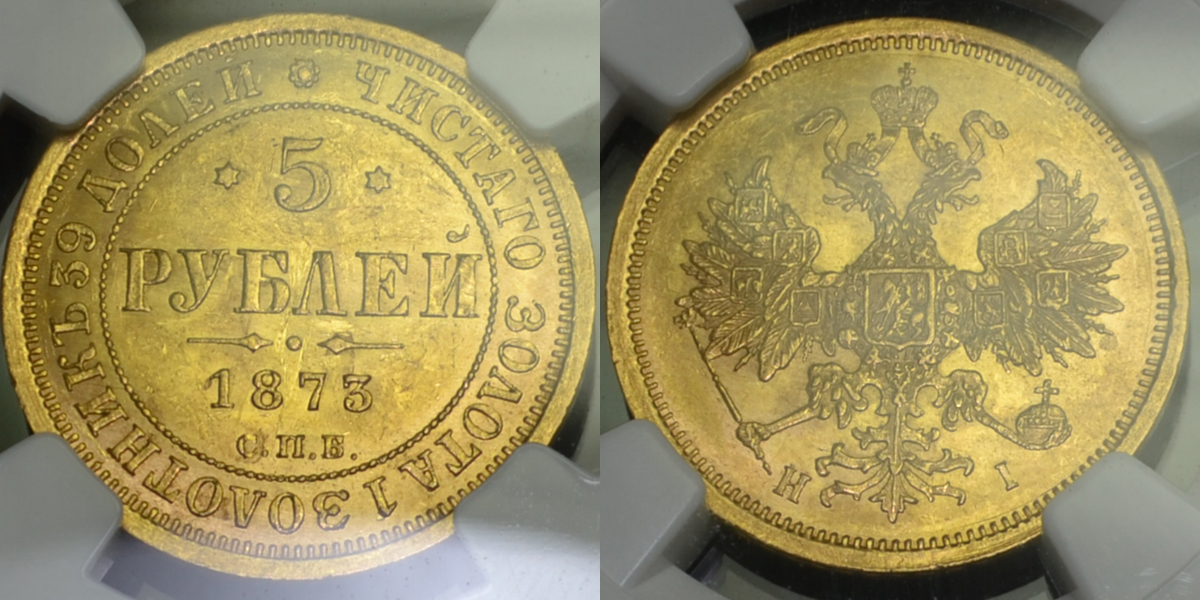 ЧИСТАГО ЗОЛОТА 1 ЗОЛОТНИКЪ 39 ДОЛЕЙ
5
РУБЛЕЙ
1873
С.П.Б.
Н I